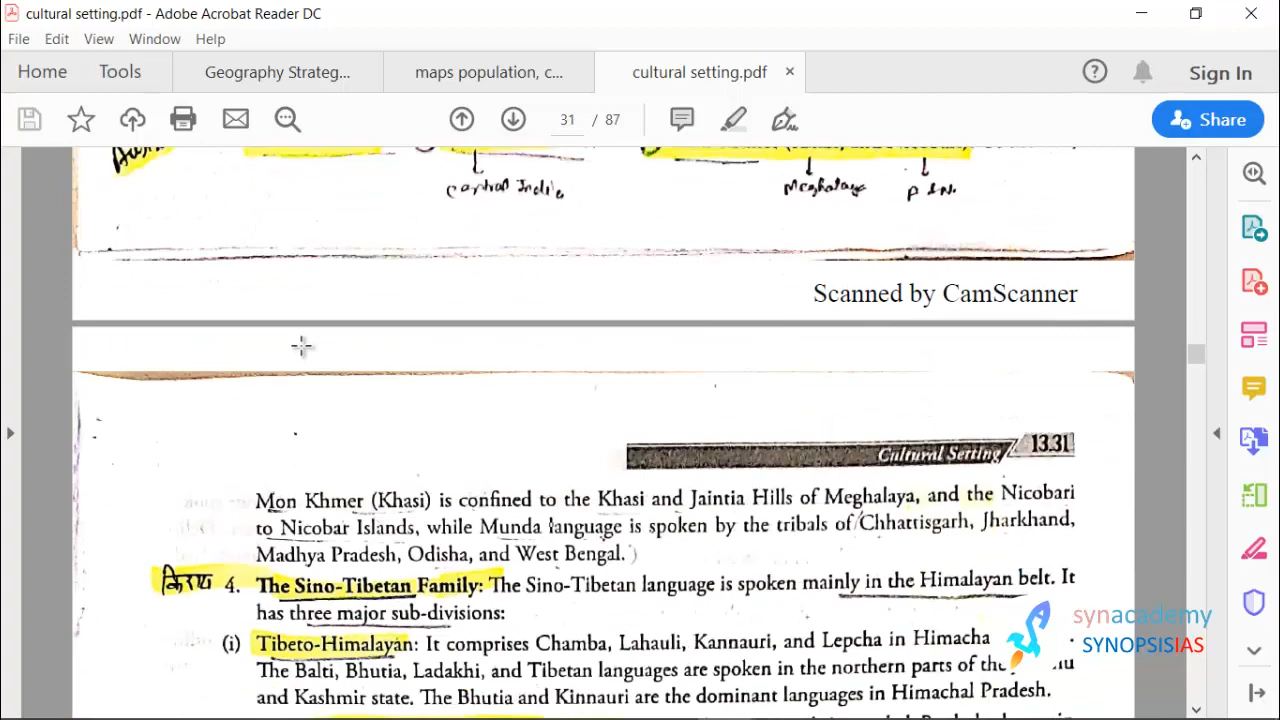 cultural setting.pdf - Adobe Acrobat Reader DC
File Edit View Window Help
Home Tools Geography Strateg... maps population, c... cultural setting.pdf × Sign In
31 / 87 Share
Meghalaya
Scanned by CamScanner
Cultural Setting 13.31
Mon Khmer (Khasi) is confined to the Khasi and Jaintia Hills of Meghalaya, and the Nicobari
to Nicobar Islands, while Munda language is spoken by the tribals of Chhattisgarh, Jharkhand,
Madhya Pradesh, Odisha, and West Bengal.)
4. The Sino-Tibetan Family: The Sino-Tibetan language is spoken mainly in the Himalayan belt. It
has three major sub-divisions:
(i) Tibeto-Himalayan: It comprises Chamba, Lahauli, Kannauri, and Lepcha in Himacha
The Balti, Bhutia, Ladakhi, and Tibetan languages are spoken in the northern parts of the
and Kashmir state. The Bhutia and Kinnauri are the dominant languages in Himachal Pradesh.
synacademy
SYNOPSISIAS